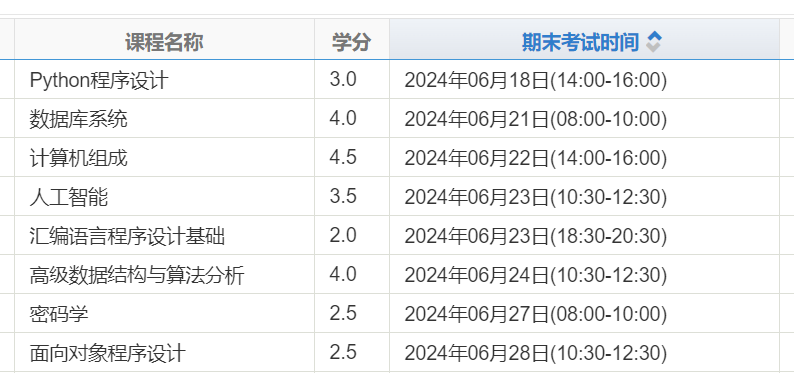 课程名称 学分 期末考试时间
Python程序设计 3.0 2024年06月18日(14:00-16:00)
数据库系统 4.0 2024年06月21日(08:00-10:00)
计算机组成 4.5 2024年06月22日(14:00-16:00)
人工智能 3.5 2024年06月23日(10:30-12:30)
汇编语言程序设计基础 2.0 2024年06月23日(18:30-20:30)
高级数据结构与算法分析 4.0 2024年06月24日(10:30-12:30)
密码学 2.5 2024年06月27日(08:00-10:00)
面向对象程序设计 2.5 2024年06月28日(10:30-12:30)